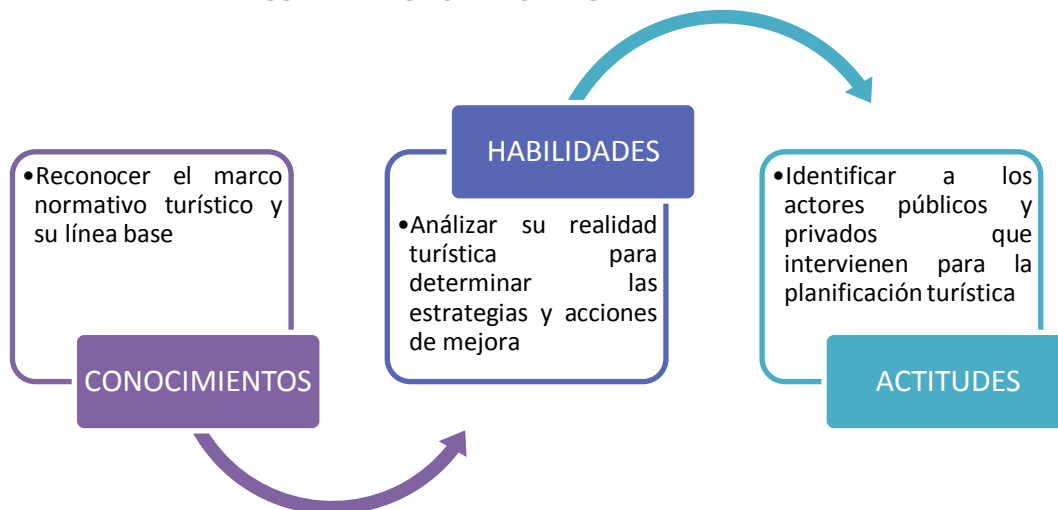 •Reconocer el marco
normativo turístico y
su línea base
CONOCIMIENTOS
HABILIDADES
•Análizar su realidad
turística para
determinar las
estrategias y acciones
de mejora
•Identificar a los
actores públicos y
privados que
intervienen para la
planificación turística
ACTITUDES